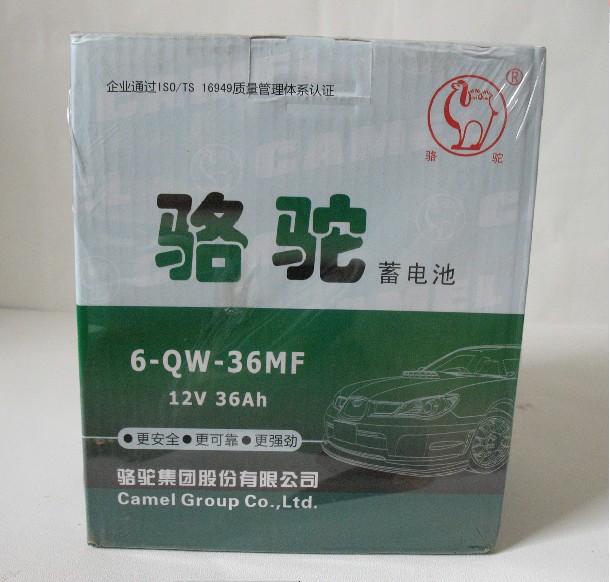 企业通过ISO/TS 16949质量管理体系认证
®
骆 驼
骆驼 蓄电池
6-QW-36MF
12V 36Ah
●更安全●更可靠●更强劲
骆驼集团股份有限公司
Camel Group Co.,Ltd.
CAMEL